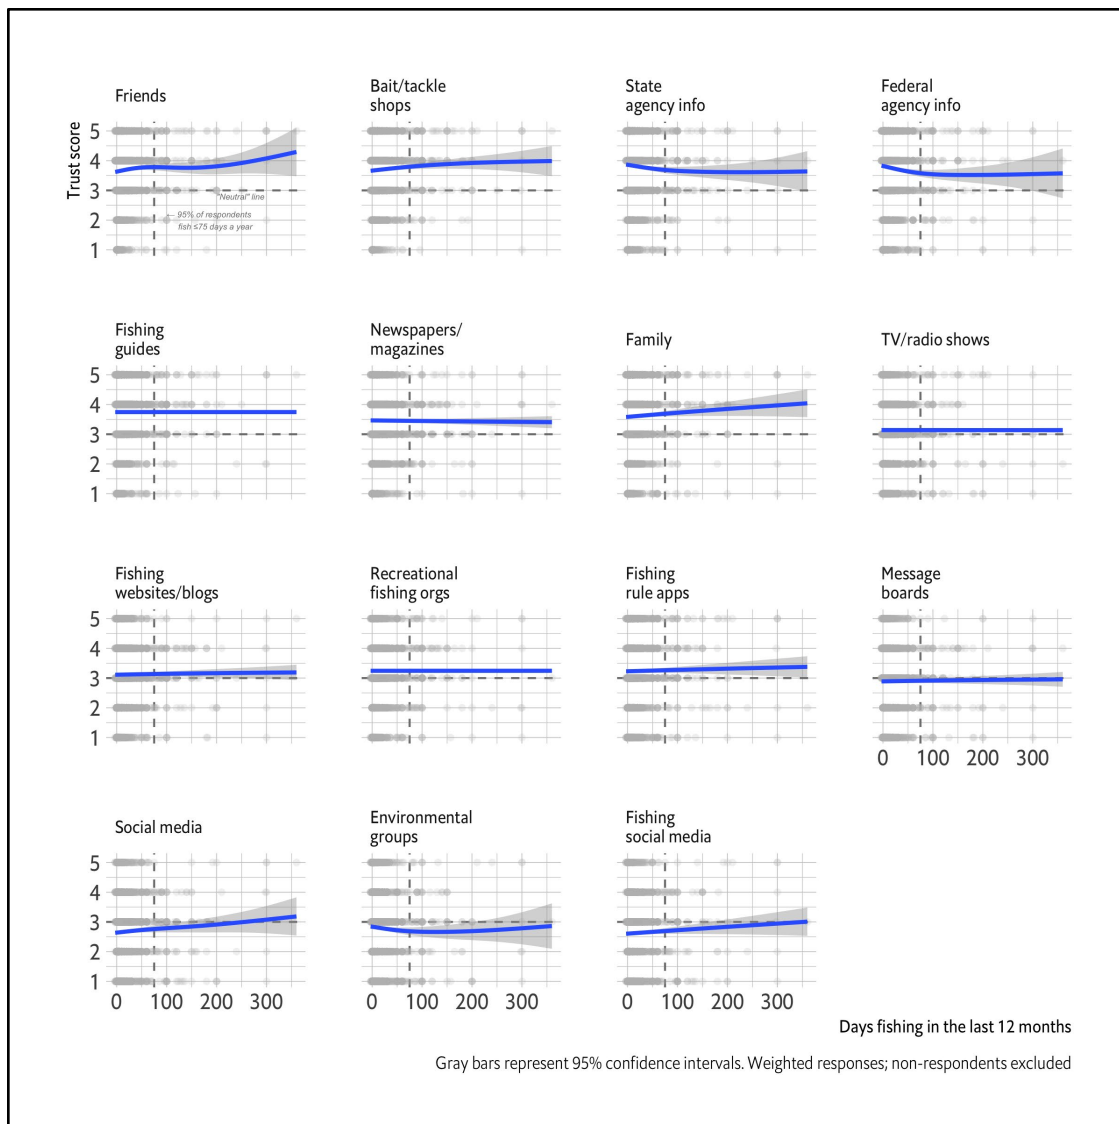 Friends
Bait/tackle
shops
State
agency info
Federal
agency info
Trust score
5
4
3
2
1
"Neutral" line
← 95% of respondents
fish ≤75 days a year
Fishing
guides
Newspapers/
magazines
Family
TV/radio shows
5
4
3
2
1
Fishing
websites/blogs
Recreational
fishing orgs
Fishing
rule apps
Message
boards
5
4
3
2
1
0 100 200 300
Social media
Environmental
groups
Fishing
social media
5
4
3
2
1
0 100 200 300
0 100 200 300
0 100 200 300
Days fishing in the last 12 months
Gray bars represent 95% confidence intervals. Weighted responses; non-respondents excluded